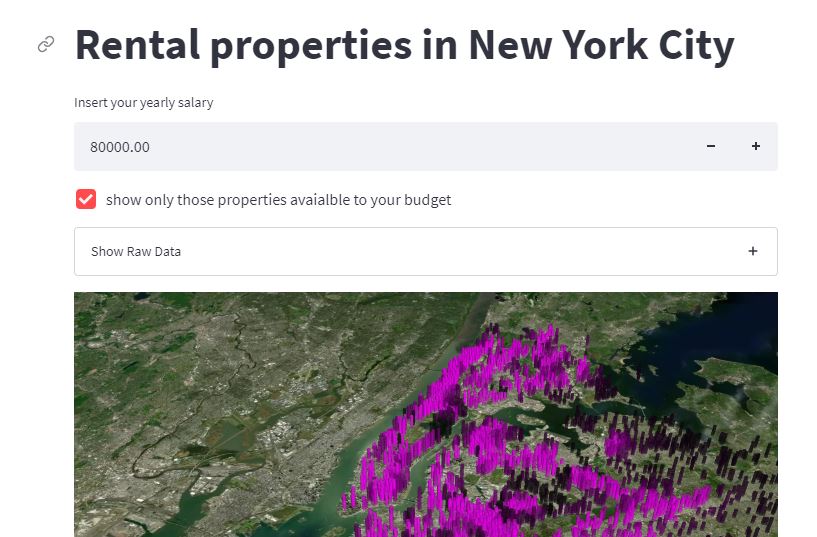 Rental properties in New York City
Insert your yearly salary
80000.00
show only those properties avaialble to your budget
Show Raw Data